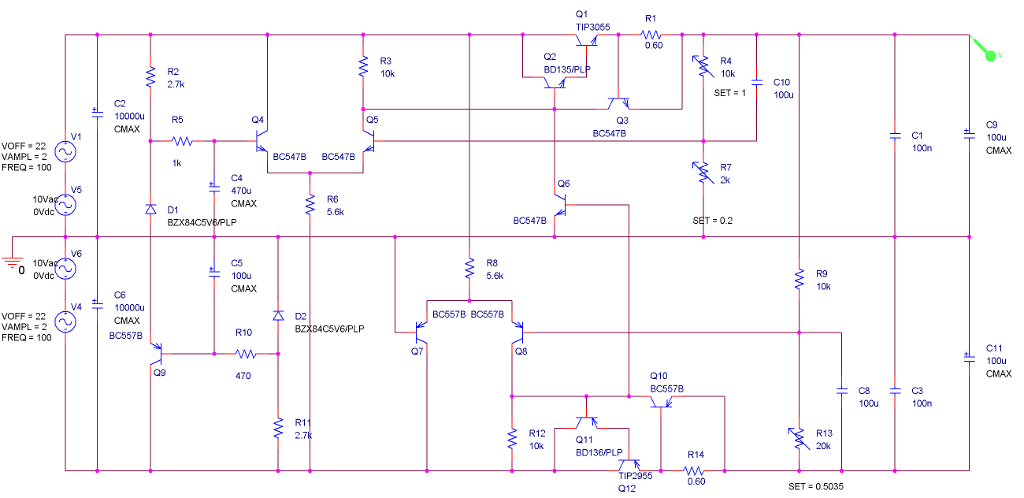 Q1
TIP3055
R1
0.60
Q2
BD135/PLP
R2
2.7k
R3
10k
R4
10k
SET = 1
C10
100u
V
C2
10000u
CMAX
R5
1k
Q4
BC547B
Q5
BC547B
Q3
BC547B
C1
100n
C9
100u
CMAX
V1
VOFF = 22
VAMPL = 2
FREQ = 100
C4
470u
CMAX
R7
2k
SET = 0.2
Q6
BC547B
V5
10Vac
0Vdc
D1
BZX84C5V6/PLP
R6
5.6k
0
V6
10Vac
0Vdc
C5
100u
CMAX
R8
5.6k
R9
10k
C6
10000u
CMAX
V4
VOFF = 22
VAMPL = 2
FREQ = 100
D2
BZX84C5V6/PLP
BC557B
Q9
R10
470
BC557B
BC557B
Q7
Q8
C11
100u
CMAX
Q10
BC557B
C8
100u
C3
100n
R11
2.7k
R12
10k
Q11
BD136/PLP
R13
20k
SET = 0.5035
TIP2955
Q12
R14
0.60